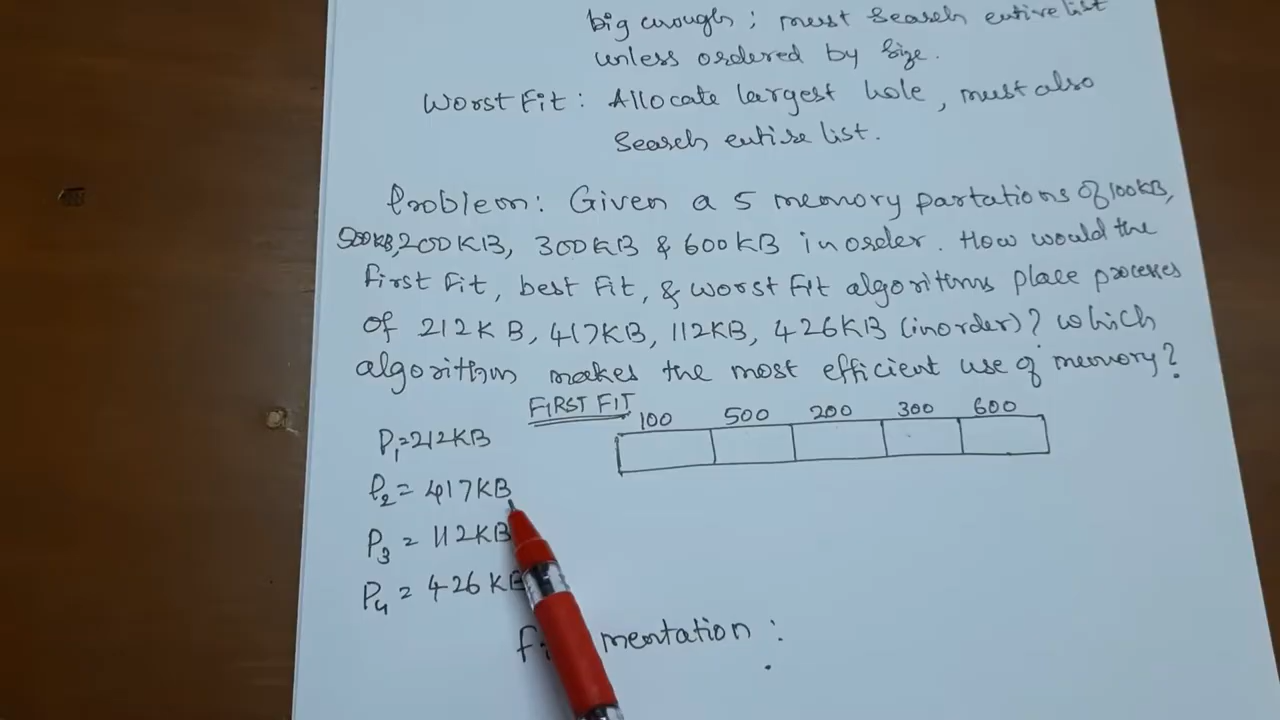 big enough; must search entire list
unless ordered by size.
Worst Fit: Allocate largest hole, must also
search entire list.
Problem: Given a 5 memory partations of 100KB,
500KB, 200KB, 300KB & 600KB in order. How would the
first fit, best fit, & worst fit algorithms place processes
of 212KB, 417KB, 112KB, 426KB (inorder)? which
algorithm makes the most efficient use of memory?
FIRST FIT
100 500 200 300 600
P1=212KB
P2=417KB
P3=112KB
P4=426KB
mentation: